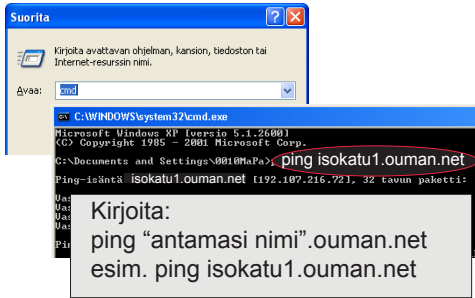 Suorita
Kirjoita avattavan ohjelman, kansion, tiedoston tai
Internet-resurssin nimi.
Avaa: cmd
C:\WINDOWS\system32\cmd.exe
Microsoft Windows XP [versio 5.1.2600]
(C) Copyright 1985 - 2001 Microsoft Corp.
C:\Documents and Settings\0010MaPa> ping isokatu1.ouman.net
Ping-isäntä isokatu1.ouman.net [192.107.216.72], 32 tavun paketti:
Kirjoita:
ping “antamasi nimi”.ouman.net
esim. ping isokatu1.ouman.net